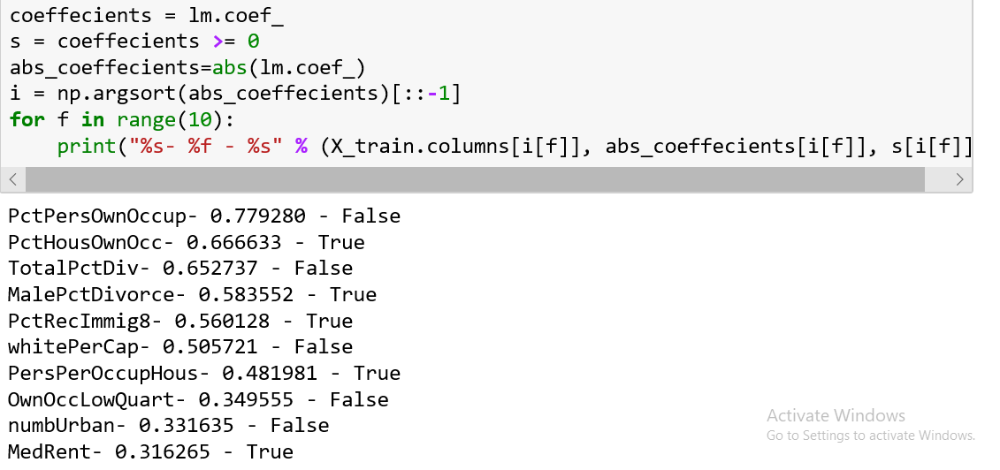 coeffecients = lm.coef_
s = coeffecients >= 0
abs_coeffecients=abs(lm.coef_)
i = np.argsort(abs_coeffecients)[::-1]
for f in range(10):
    print("%s- %f - %s" % (X_train.columns[i[f]], abs_coeffecients[i[f]], s[i[f]]
PctPersOwnOccup- 0.779280 - False
PctHousOwnOcc- 0.666633 - True
TotalPctDiv- 0.652737 - False
MalePctDivorce- 0.583552 - True
PctRecImmig8- 0.560128 - True
whitePerCap- 0.505721 - False
PersPerOccupHous- 0.481981 - True
OwnOccLowQuart- 0.349555 - False
numbUrban- 0.331635 - False
MedRent- 0.316265 - True
Activate Windows
Go to Settings to activate Windows.